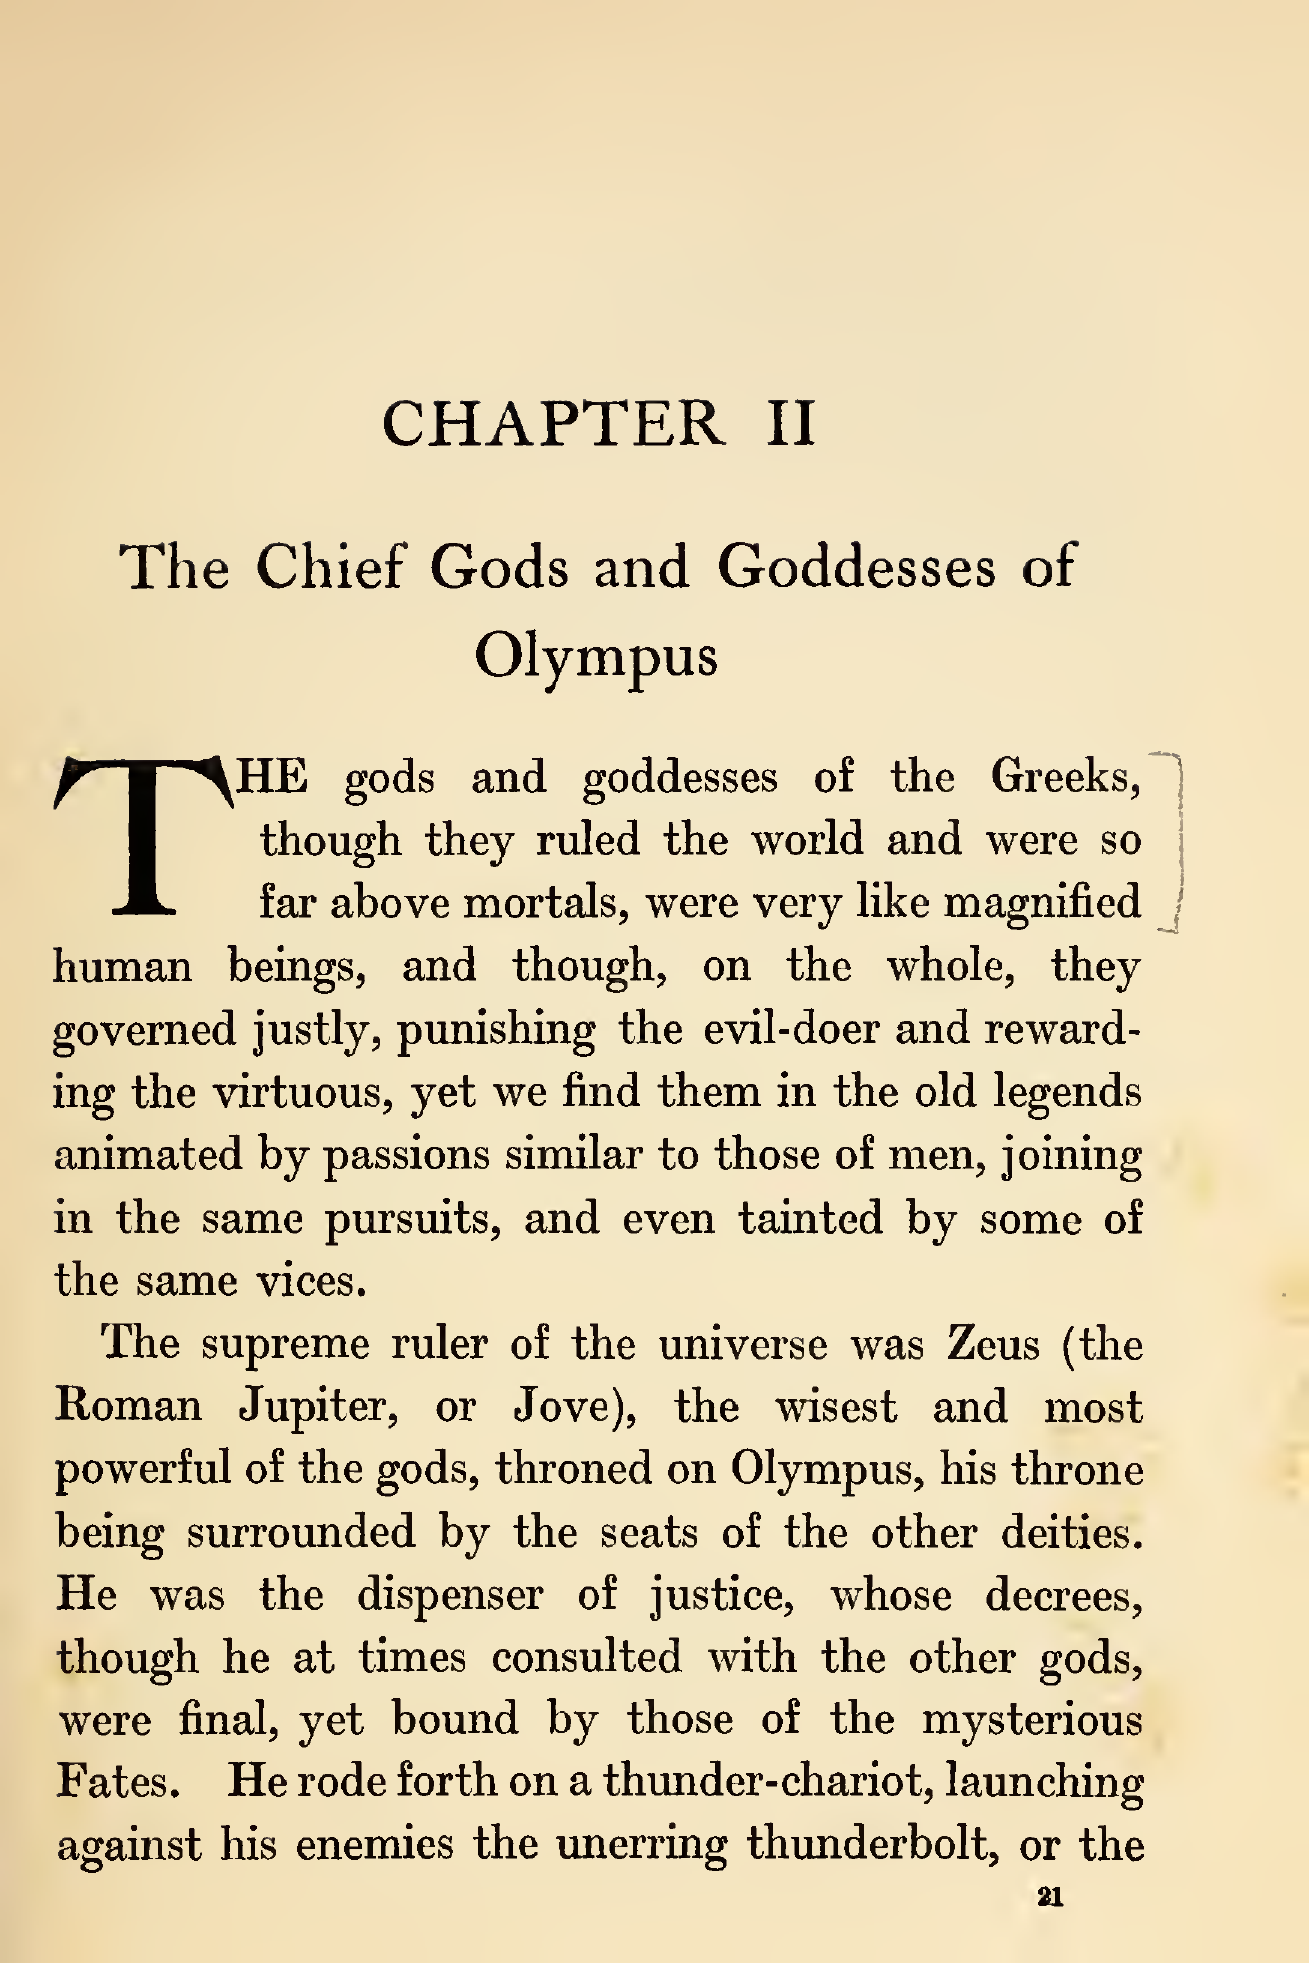 CHAPTER II
The Chief Gods and Goddesses of
Olympus
THE gods and goddesses of the Greeks,
though they ruled the world and were so
far above mortals, were very like magnified
human beings, and though, on the whole, they
governed justly, punishing the evil-doer and reward-
ing the virtuous, yet we find them in the old legends
animated by passions similar to those of men, joining
in the same pursuits, and even tainted by some of
the same vices.
The supreme ruler of the universe was Zeus (the
Roman Jupiter, or Jove), the wisest and most
powerful of the gods, throned on Olympus, his throne
being surrounded by the seats of the other deities.
He was the dispenser of justice, whose decrees,
though he at times consulted with the other gods,
were final, yet bound by those of the mysterious
Fates. He rode forth on a thunder-chariot, launching
against his enemies the unerring thunderbolt, or the
21